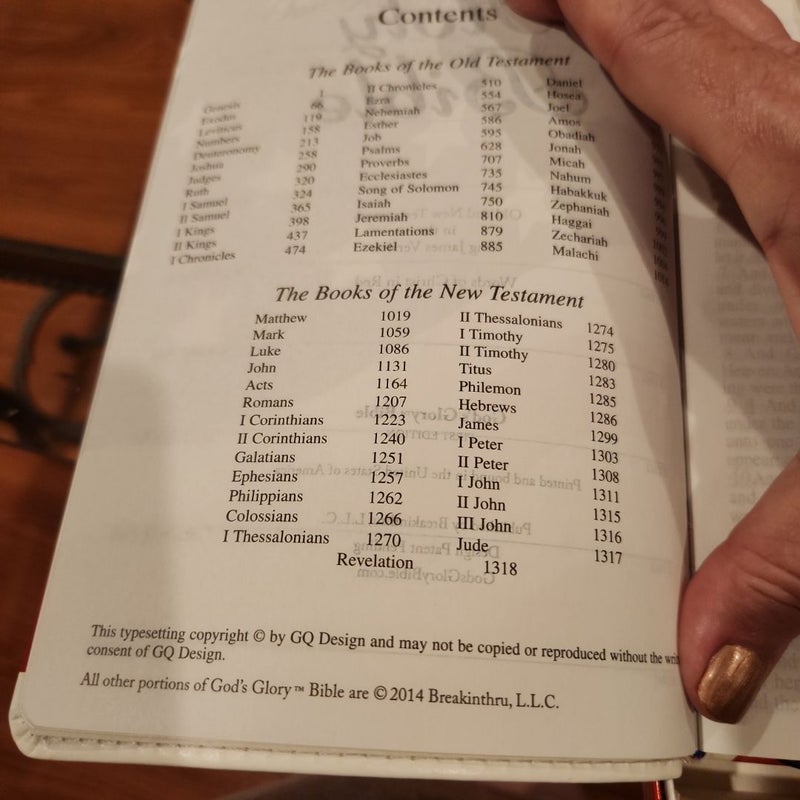 Contents
The Books of the Old Testament
Genesis 1
Exodus 66
Leviticus 119
Numbers 158
Deuteronomy 213
Joshua 258
Judges 290
Ruth 320
I Samuel 324
II Samuel 365
I Kings 398
II Kings 437
I Chronicles 474
II Chronicles 510
Ezra 554
Nehemiah 567
Esther 586
Job 595
Psalms 628
Proverbs 707
Ecclesiastes 735
Song of Solomon 745
Isaiah 750
Jeremiah 810
Lamentations 879
Ezekiel 885
Daniel
Hosea
Joel
Amos
Obadiah
Jonah
Micah
Nahum
Habakkuk
Zephaniah
Haggai
Zechariah
Malachi
The Books of the New Testament
Matthew 1019
Mark 1059
Luke 1086
John 1131
Acts 1164
Romans 1207
I Corinthians 1223
II Corinthians 1240
Galatians 1251
Ephesians 1257
Philippians 1262
Colossians 1266
I Thessalonians 1270
II Thessalonians 1274
I Timothy 1275
II Timothy 1280
Titus 1283
Philemon 1285
Hebrews 1286
James 1299
I Peter 1303
II Peter 1308
I John 1311
II John 1315
III John 1316
Jude 1317
Revelation 1318
This typesetting copyright © by GQ Design and may not be copied or reproduced without the
consent of GQ Design.
All other portions of God's Glory™ Bible are © 2014 Breakinthru, L.L.C.